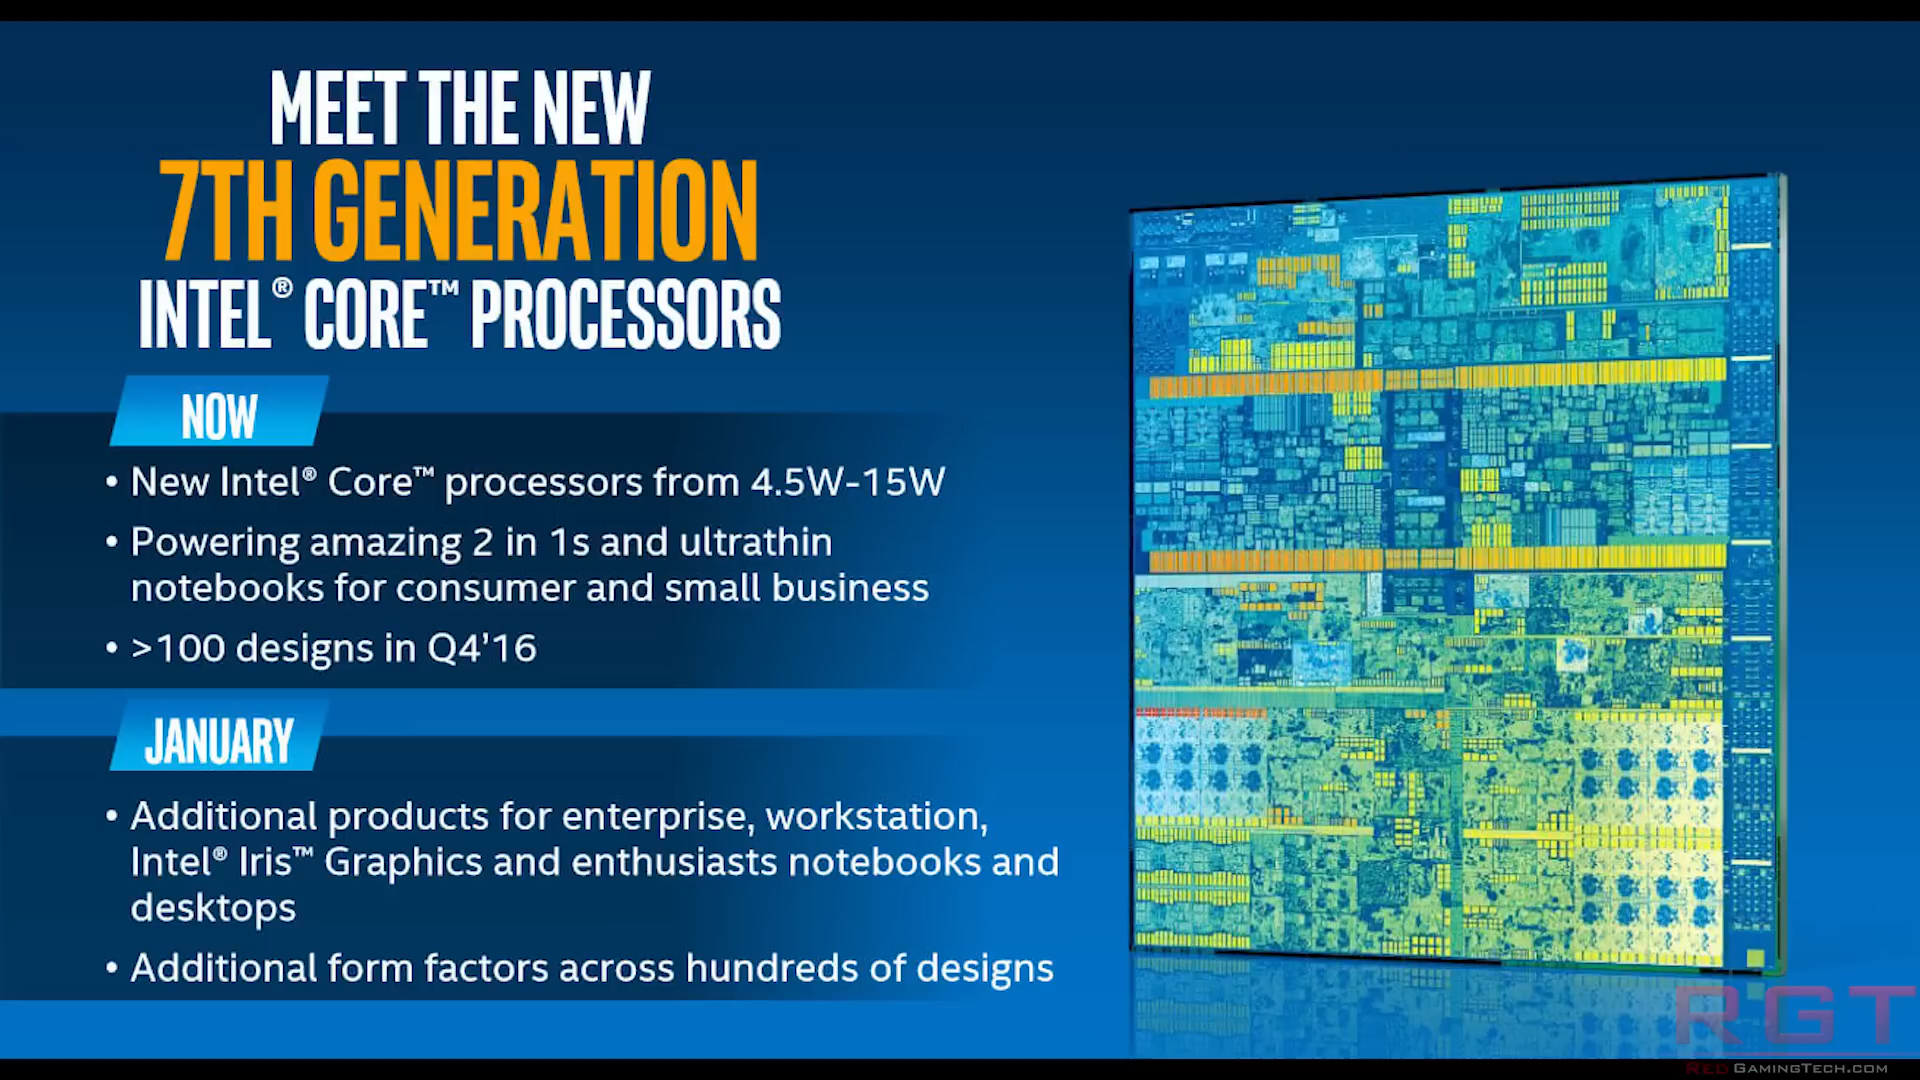 MEET THE NEW
7TH GENERATION
INTEL® CORE™ PROCESSORS
NOW
• New Intel® Core™ processors from 4.5W-15W
• Powering amazing 2 in 1s and ultrathin
notebooks for consumer and small business
• >100 designs in Q4’16
JANUARY
• Additional products for enterprise, workstation,
Intel® Iris™ Graphics and enthusiasts notebooks and
desktops
• Additional form factors across hundreds of designs
RGT
RED GAMINGTECH.COM